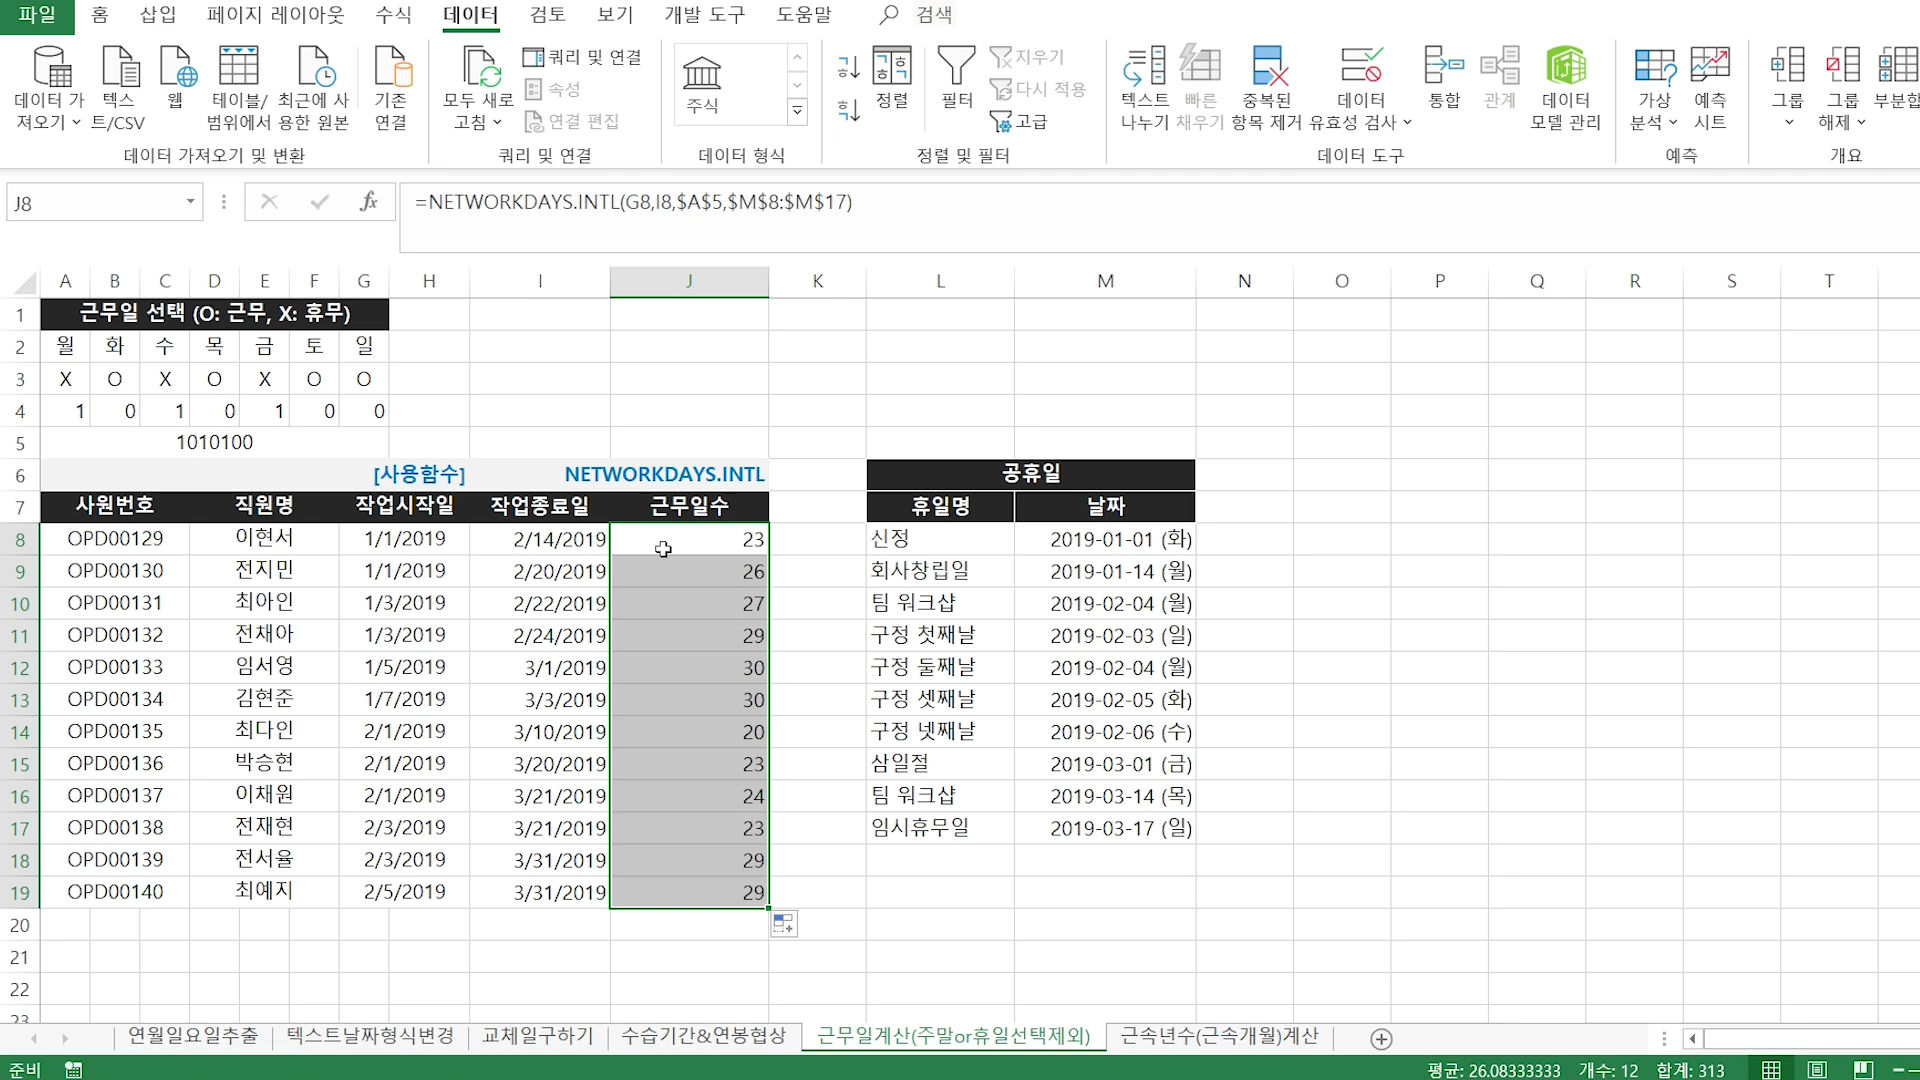 파일 홈 삽입 페이지 레이아웃 수식 데이터 검토 보기 개발 도구 도움말 검색
데이터 가져오기 텍스트/CSV 웹 테이블/범위에서 최근에 사용한 원본 기존 연결
데이터 가져오기 및 변환
모두 새로 고침 쿼리 및 연결 속성 연결 편집
쿼리 및 연결
주식
데이터 형식
정렬 필터 지우기 다시 적용 고급
정렬 및 필터
텍스트 나누기 빠른 채우기 중복된 항목 제거 데이터 유효성 검사 통합 관계 데이터 모델 관리
데이터 도구
가상 분석 예측 시트
예측
그룹 그룹 해제 부분합
개요
J8 fx =NETWORKDAYS.INTL(G8,I8,$A$5,$M$8:$M$17)
A B C D E F G H I J K L M N O P Q R S T
1 근무일 선택 (O: 근무, X: 휴무)
2 월 화 수 목 금 토 일
3 X O X O X O O
4 1 0 1 0 1 0 0
5 1010100
6 [사용함수] NETWORKDAYS.INTL 공휴일
7 사원번호 직원명 작업시작일 작업종료일 근무일수 휴일명 날짜
8 OPD00129 이현서 1/1/2019 2/14/2019 23 신정 2019-01-01 (화)
9 OPD00130 전지민 1/1/2019 2/20/2019 26 회사창립일 2019-01-14 (월)
10 OPD00131 최아인 1/3/2019 2/22/2019 27 팀 워크샵 2019-02-04 (월)
11 OPD00132 전채아 1/3/2019 2/24/2019 29 구정 첫째날 2019-02-03 (일)
12 OPD00133 임서영 1/5/2019 3/1/2019 30 구정 둘째날 2019-02-04 (월)
13 OPD00134 김현준 1/7/2019 3/3/2019 30 구정 셋째날 2019-02-05 (화)
14 OPD00135 최다인 2/1/2019 3/10/2019 20 구정 넷째날 2019-02-06 (수)
15 OPD00136 박승현 2/1/2019 3/20/2019 23 삼일절 2019-03-01 (금)
16 OPD00137 이채원 2/1/2019 3/21/2019 24 팀 워크샵 2019-03-14 (목)
17 OPD00138 전재현 2/3/2019 3/21/2019 23 임시휴무일 2019-03-17 (일)
18 OPD00139 전서율 2/3/2019 3/31/2019 29
19 OPD00140 최예지 2/5/2019 3/31/2019 29
20
21
22
23
연월일요일추출 텍스트날짜형식변경 교체일구하기 수습기간&연봉협상 근무일계산(주말or휴일선택제외) 근속년수(근속개월)계산
준비 평균: 26.08333333 개수: 12 합계: 313